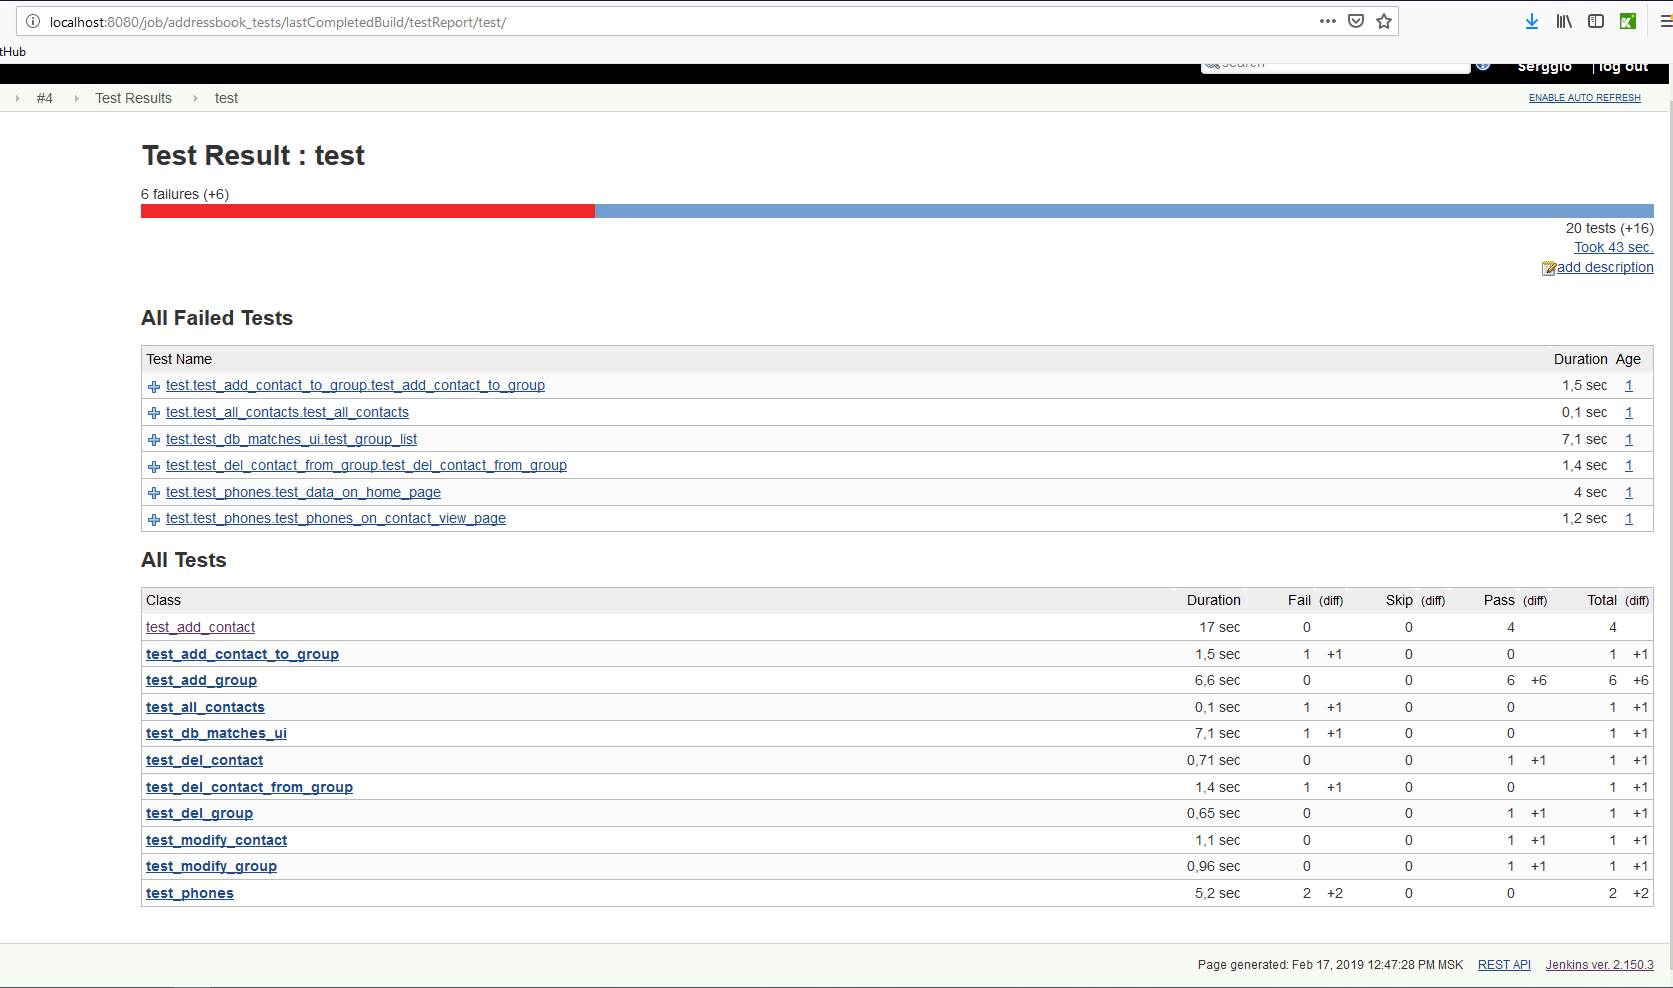 localhost:8080/job/addressbook_tests/lastCompletedBuild/testReport/test/
tHub
search Serggio | log out
#4 Test Results test ENABLE AUTO REFRESH
Test Result : test
6 failures (+6)
20 tests (+16)
Took 43 sec.
add description
All Failed Tests
Test Name Duration Age
test.test_add_contact_to_group.test_add_contact_to_group 1,5 sec 1
test.test_all_contacts.test_all_contacts 0,1 sec 1
test.test_db_matches_ui.test_group_list 7,1 sec 1
test.test_del_contact_from_group.test_del_contact_from_group 1,4 sec 1
test.test_phones.test_data_on_home_page 4 sec 1
test.test_phones.test_phones_on_contact_view_page 1,2 sec 1
All Tests
Class Duration Fail (diff) Skip (diff) Pass (diff) Total (diff)
test_add_contact 17 sec 0 0 4 4
test_add_contact_to_group 1,5 sec 1 +1 0 0 1 +1
test_add_group 6,6 sec 0 0 6 +6 6 +6
test_all_contacts 0,1 sec 1 +1 0 0 1 +1
test_db_matches_ui 7,1 sec 1 +1 0 0 1 +1
test_del_contact 0,71 sec 0 0 1 +1 1 +1
test_del_contact_from_group 1,4 sec 1 +1 0 0 1 +1
test_del_group 0,65 sec 0 0 1 +1 1 +1
test_modify_contact 1,1 sec 0 0 1 +1 1 +1
test_modify_group 0,96 sec 0 0 1 +1 1 +1
test_phones 5,2 sec 2 +2 0 0 2 +2
Page generated: Feb 17, 2019 12:47:28 PM MSK REST API Jenkins ver. 2.150.3